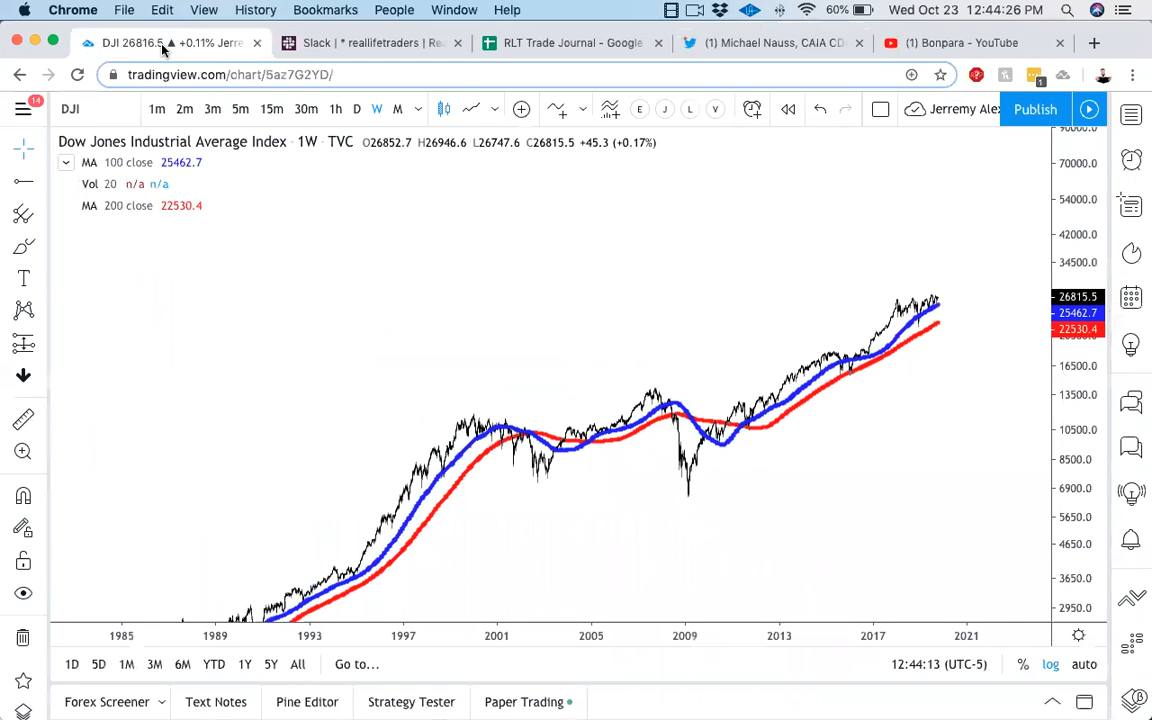 Chrome File Edit View History Bookmarks People Window Help 60% Wed Oct 23 12:44:26 PM
DJI 26816.5 ▲ +0.11% Jerre Slack | * reallifetraders | Re RLT Trade Journal - Google (1) Michael Nauss, CAIA CD (1) Bonpara - YouTube
tradingview.com/chart/5az7G2YD/ 1
14 DJI 1m 2m 3m 5m 15m 30m 1h D W M E J L V Jerremy Alex Publish
Dow Jones Industrial Average Index · 1W · TVC O26852.7 H26946.6 L26747.6 C26815.5 +45.3 (+0.17%)
MA 100 close 25462.7
Vol 20 n/a n/a
MA 200 close 22530.4
90000.0
70000.0
54000.0
42000.0
34500.0
26815.5
25462.7
22530.4
16500.0
13500.0
10500.0
8500.0
6900.0
5650.0
4650.0
3650.0
2950.0
1985 1989 1993 1997 2001 2005 2009 2013 2017 2021
1D 5D 1M 3M 6M YTD 1Y 5Y All Go to... 12:44:13 (UTC-5) % log auto
Forex Screener Text Notes Pine Editor Strategy Tester Paper Trading